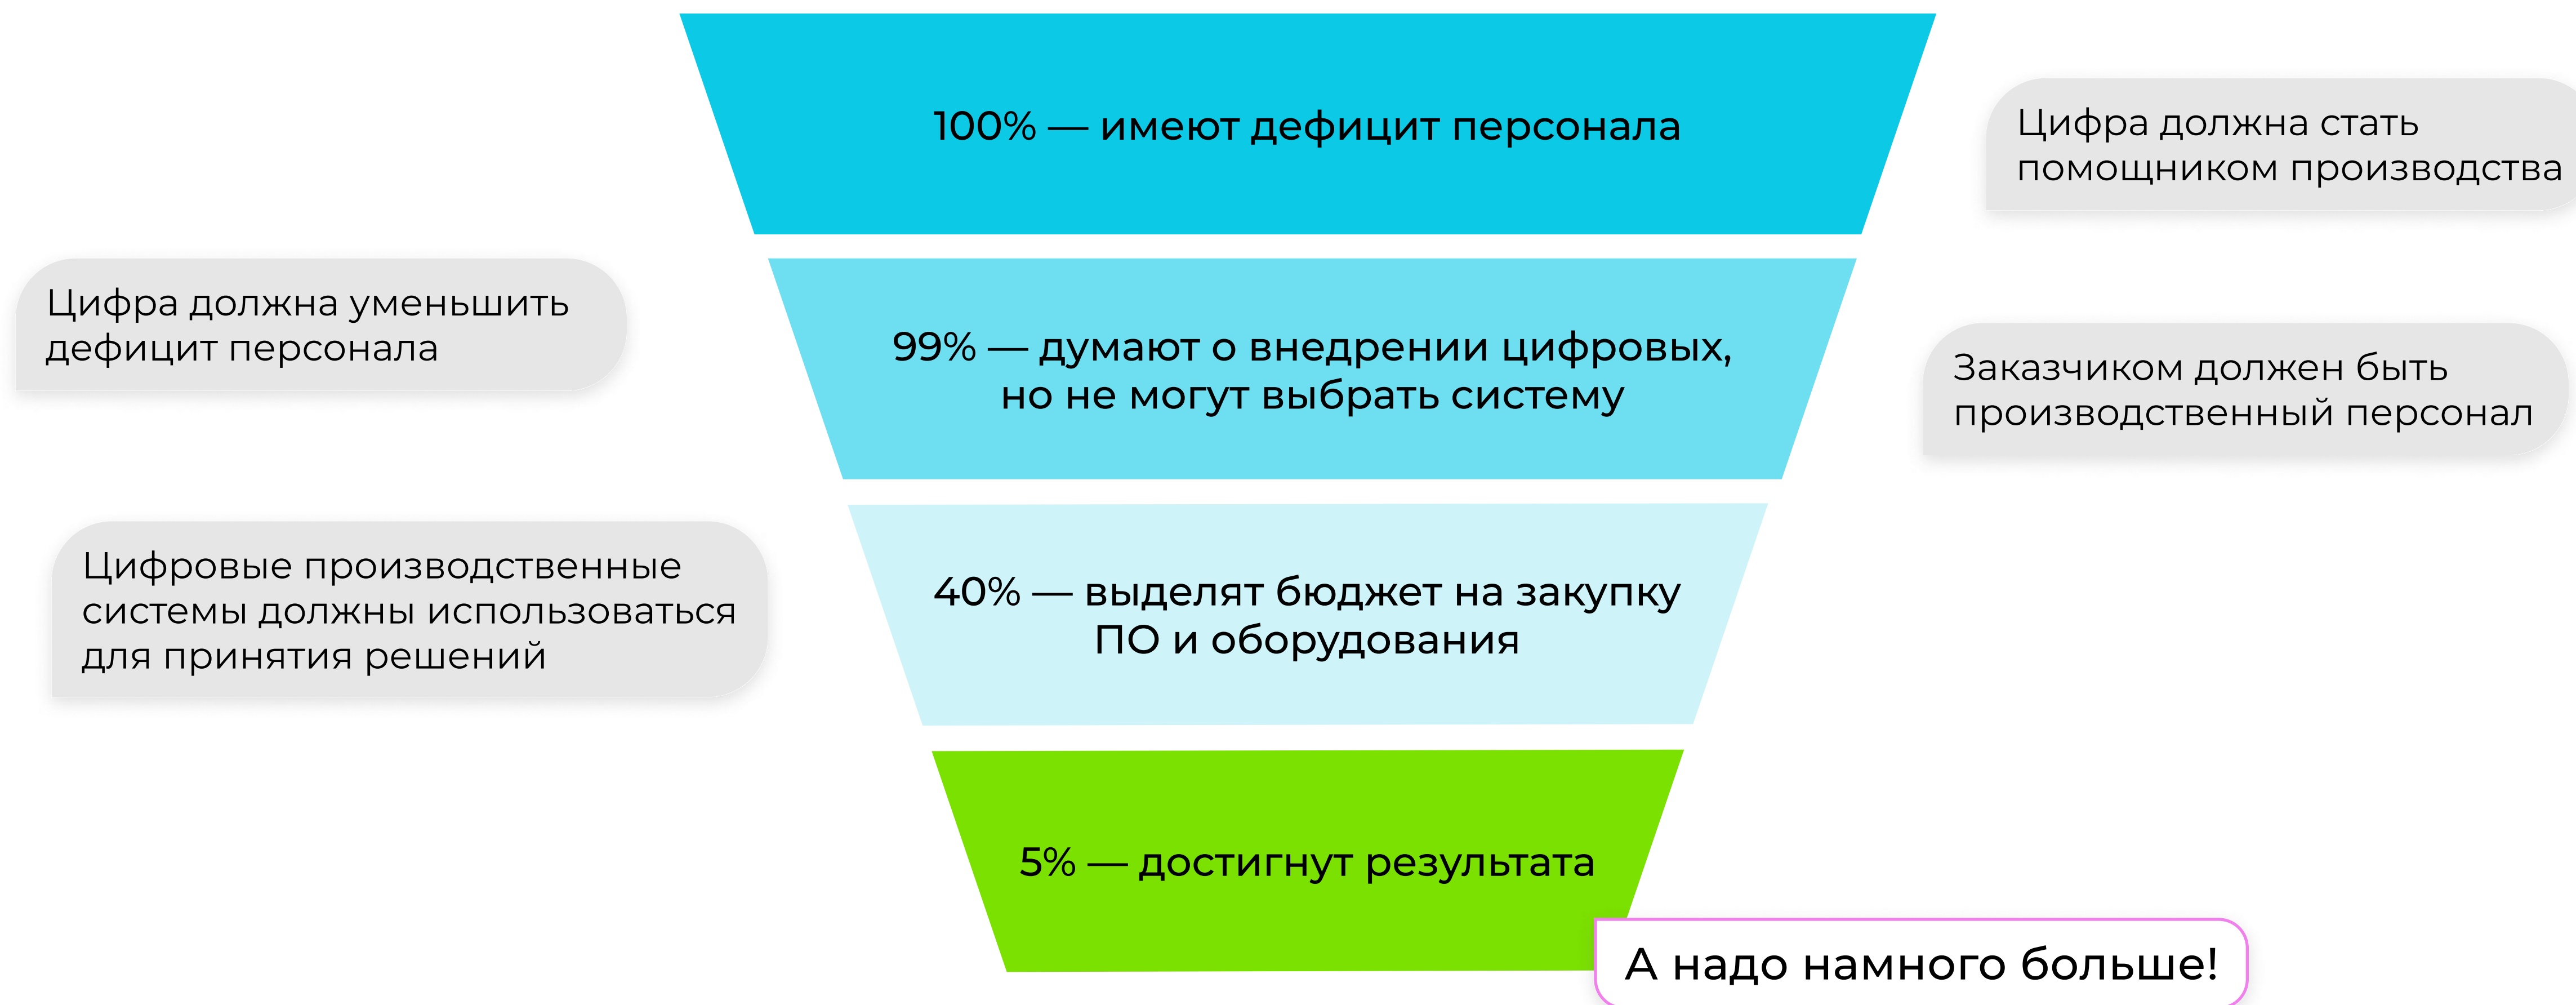 100% — имеют дефицит персонала
Цифра должна стать
помощником производства
Цифра должна уменьшить
дефицит персонала
99% — думают о внедрении цифровых,
но не могут выбрать систему
Заказчиком должен быть
производственный персонал
Цифровые производственные
системы должны использоваться
для принятия решений
40% — выделят бюджет на закупку
ПО и оборудования
5% — достигнут результата
А надо намного больше!